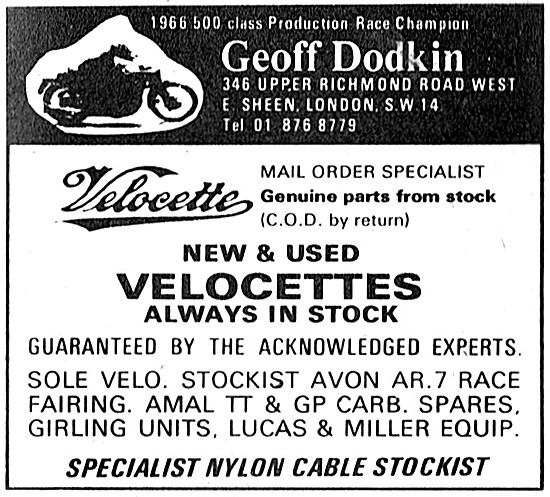 1966 500 class Production Race Champion
Geoff Dodkin
346 UPPER RICHMOND ROAD WEST
E. SHEEN, LONDON, S.W.14
Tel 01 876 8779
Velocette
MAIL ORDER SPECIALIST
Genuine parts from stock
(C.O.D. by return)
NEW & USED
VELOCETTES
ALWAYS IN STOCK
GUARANTEED BY THE ACKNOWLEDGED EXPERTS.
SOLE VELO. STOCKIST AVON AR.7 RACE
FAIRING. AMAL TT & GP CARB. SPARES,
GIRLING UNITS, LUCAS & MILLER EQUIP.
SPECIALIST NYLON CABLE STOCKIST